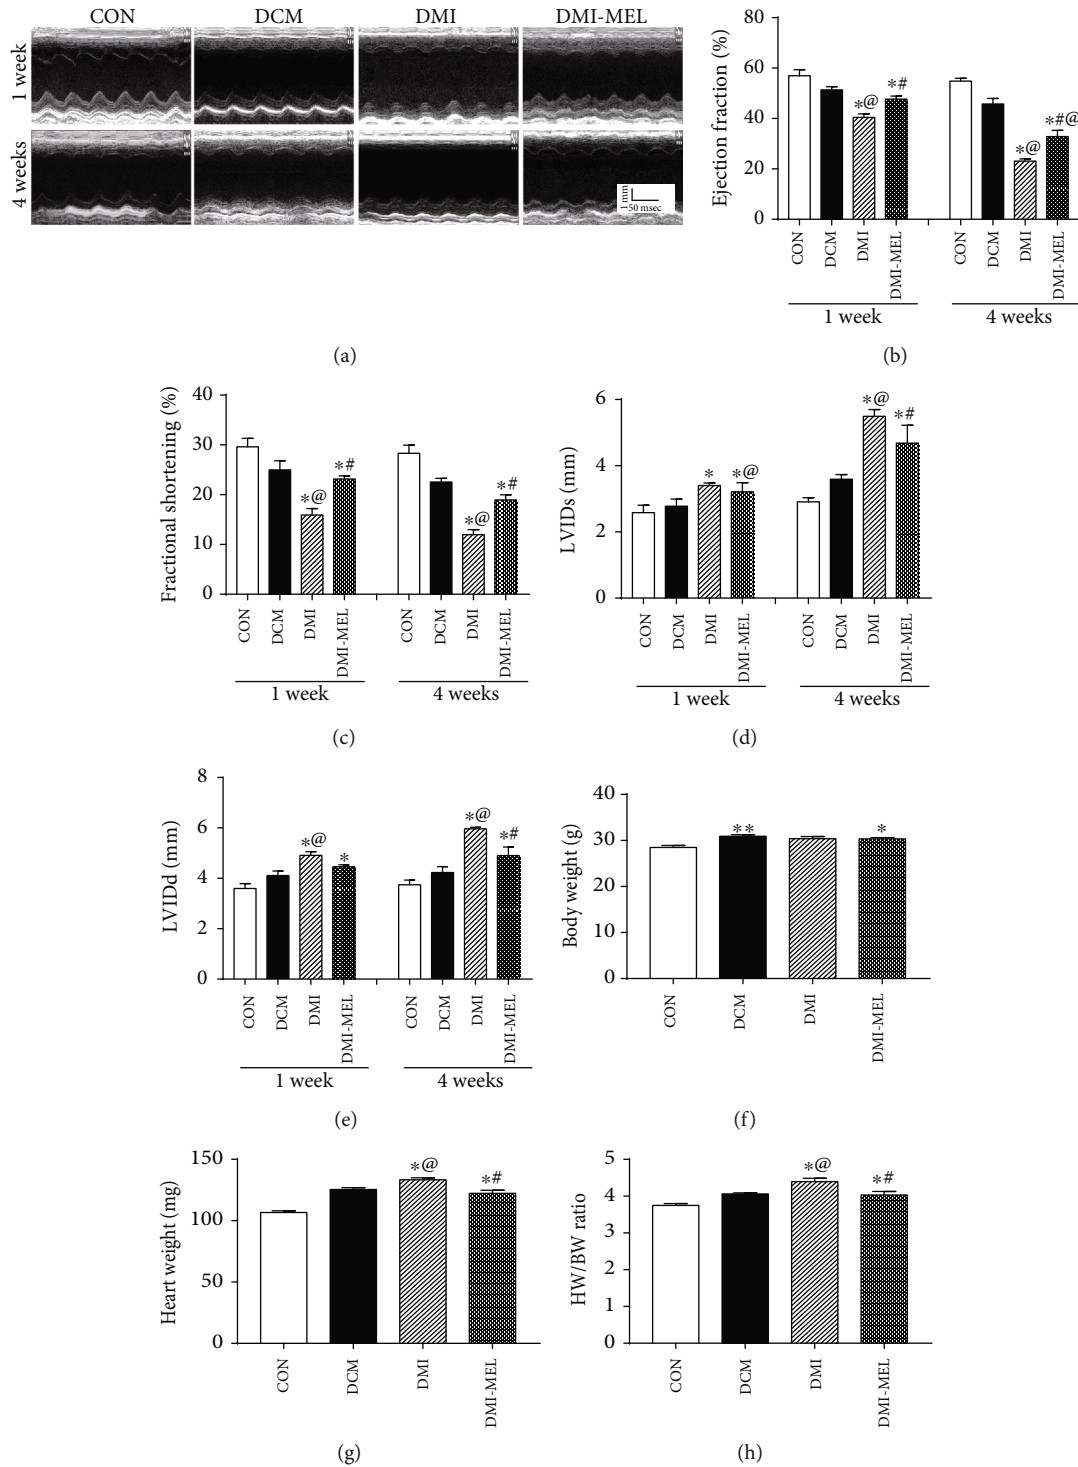 CON DCM DMI DMI-MEL
1 week
4 weeks
1 mm
50 msec
(a)
Ejection fraction (%)
80
60
40
20
0
*@ *# *@ *#@
CON DCM DMI DMI-MEL CON DCM DMI DMI-MEL
1 week 4 weeks
(b)
Fractional shortening (%)
40
30
20
10
0
*@ *# *@ *#
CON DCM DMI DMI-MEL CON DCM DMI DMI-MEL
1 week 4 weeks
(c)
LVIDs (mm)
6
4
2
0
* *@ *@ *#
CON DCM DMI DMI-MEL CON DCM DMI DMI-MEL
1 week 4 weeks
(d)
LVIDd (mm)
8
6
4
2
0
*@ * *@ *#
CON DCM DMI DMI-MEL CON DCM DMI DMI-MEL
1 week 4 weeks
(e)
Body weight (g)
40
30
20
10
0
** *
CON DCM DMI DMI-MEL
(f)
Heart weight (mg)
150
100
50
0
*@ *#
CON DCM DMI DMI-MEL
(g)
HW/BW ratio
5
4
3
2
1
0
*@ *#
CON DCM DMI DMI-MEL
(h)